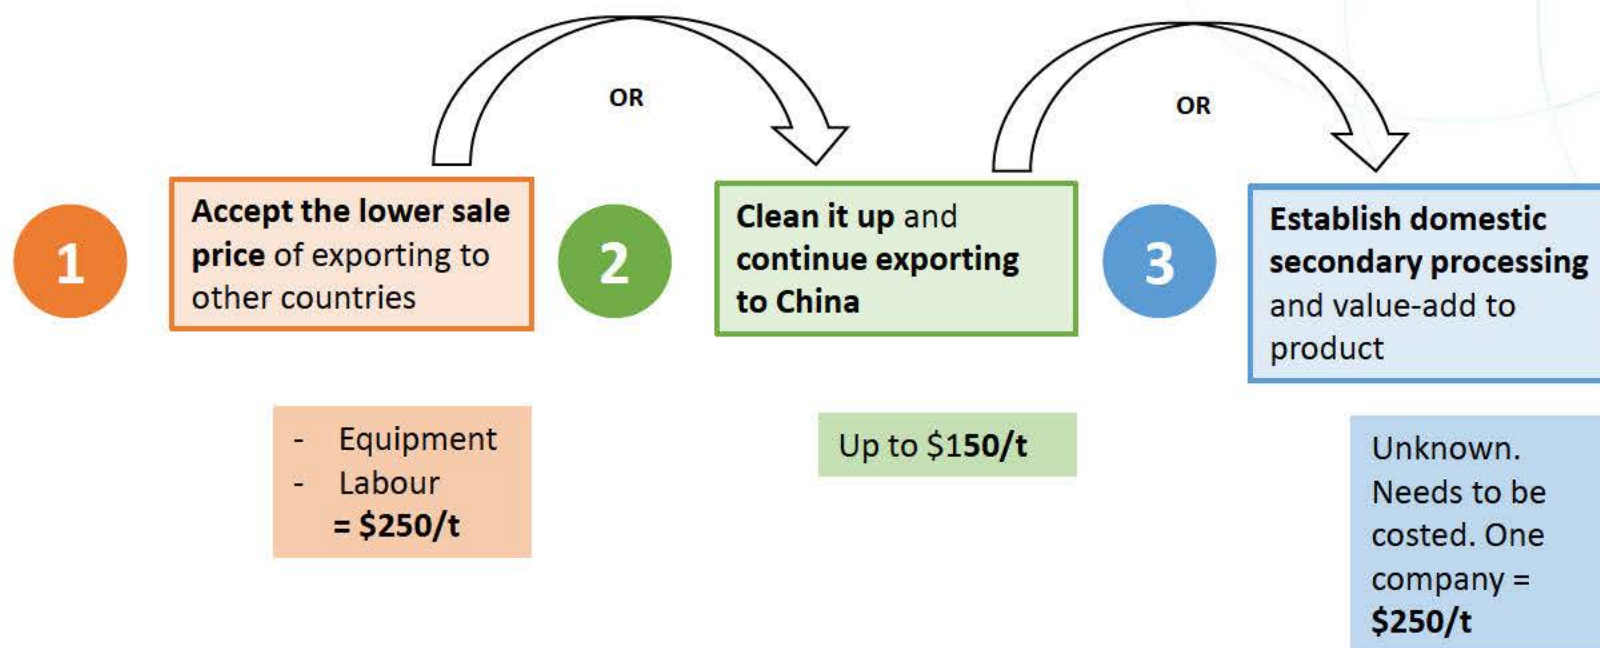 OR
OR
1
Accept the lower sale
price of exporting to
other countries
2
Clean it up and
continue exporting
to China
3
Establish domestic
secondary processing
and value-add to
product
- Equipment
- Labour
= $250/t
Up to $150/t
Unknown.
Needs to be
costed. One
company =
$250/t